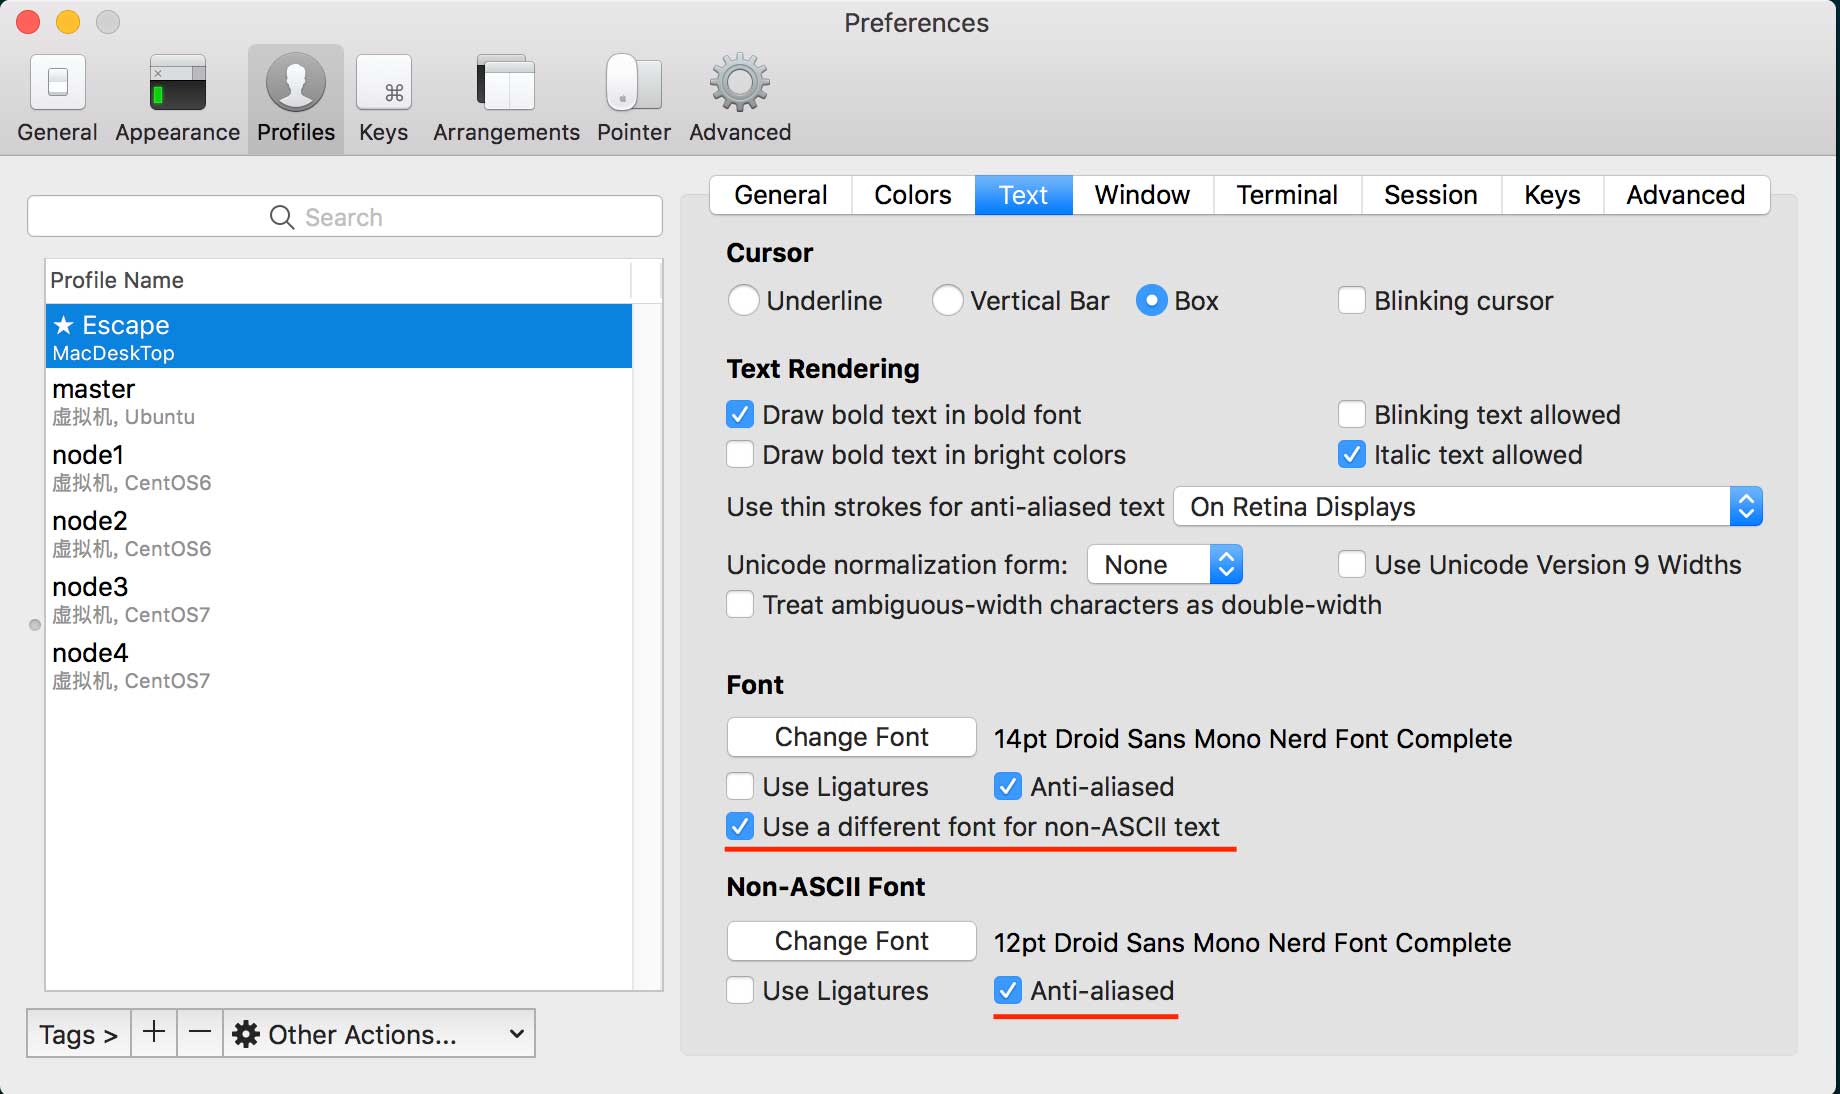 Preferences
General Appearance Profiles Keys Arrangements Pointer Advanced
Search
Profile Name
★ Escape
MacDeskTop
master
虚拟机, Ubuntu
node1
虚拟机, CentOS6
node2
虚拟机, CentOS6
node3
虚拟机, CentOS7
node4
虚拟机, CentOS7
Tags > + − Other Actions...
General Colors Text Window Terminal Session Keys Advanced
Cursor
Underline Vertical Bar Box Blinking cursor
Text Rendering
Draw bold text in bold font Blinking text allowed
Draw bold text in bright colors Italic text allowed
Use thin strokes for anti-aliased text On Retina Displays
Unicode normalization form: None Use Unicode Version 9 Widths
Treat ambiguous-width characters as double-width
Font
Change Font 14pt Droid Sans Mono Nerd Font Complete
Use Ligatures Anti-aliased
Use a different font for non-ASCII text
Non-ASCII Font
Change Font 12pt Droid Sans Mono Nerd Font Complete
Use Ligatures Anti-aliased